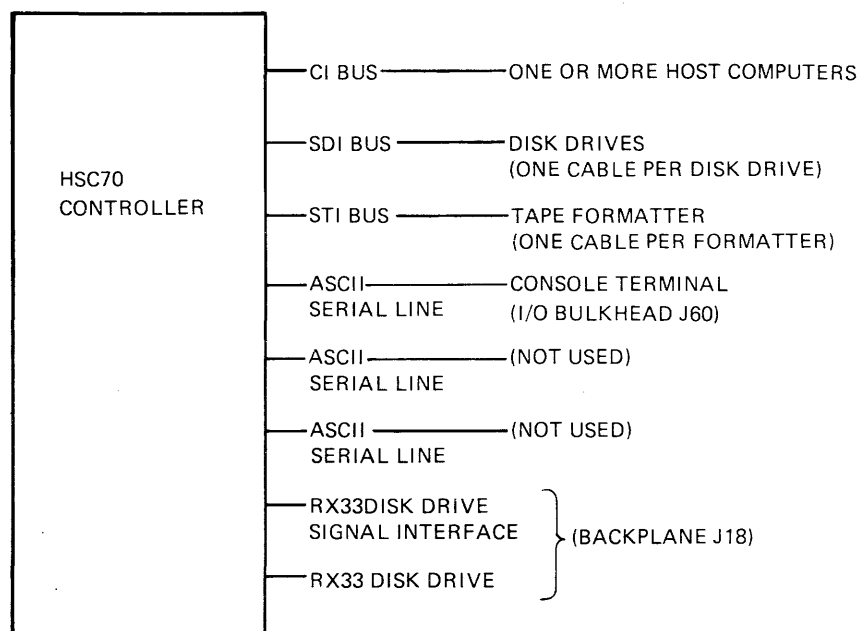 CI BUS ONE OR MORE HOST COMPUTERS
SDI BUS DISK DRIVES
(ONE CABLE PER DISK DRIVE)
HSC70
CONTROLLER
STI BUS TAPE FORMATTER
(ONE CABLE PER FORMATTER)
ASCII CONSOLE TERMINAL
SERIAL LINE (I/O BULKHEAD J60)
ASCII (NOT USED)
SERIAL LINE
ASCII (NOT USED)
SERIAL LINE
RX33DISK DRIVE
SIGNAL INTERFACE
(BACKPLANE J18)
RX33 DISK DRIVE